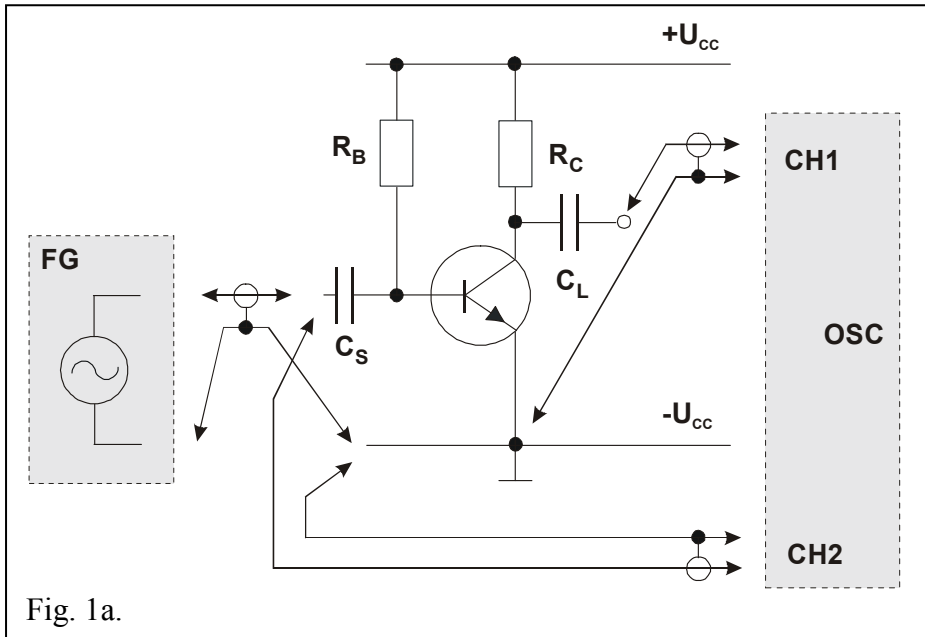 +Ucc
RB
RC
CH1
FG
CL
OSC
CS
-Ucc
CH2
Fig. 1a.